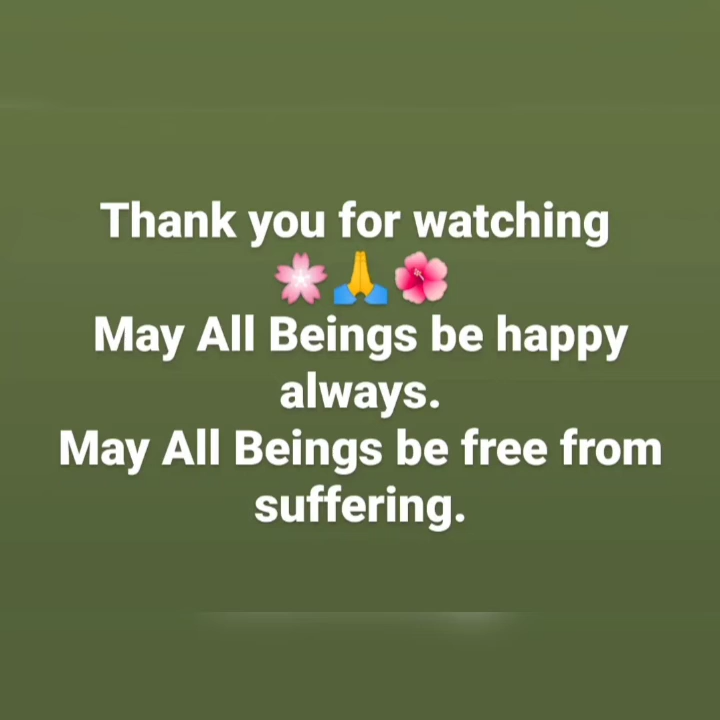 Thank you for watching
🌸🙏🌺
May All Beings be happy
always.
May All Beings be free from
suffering.